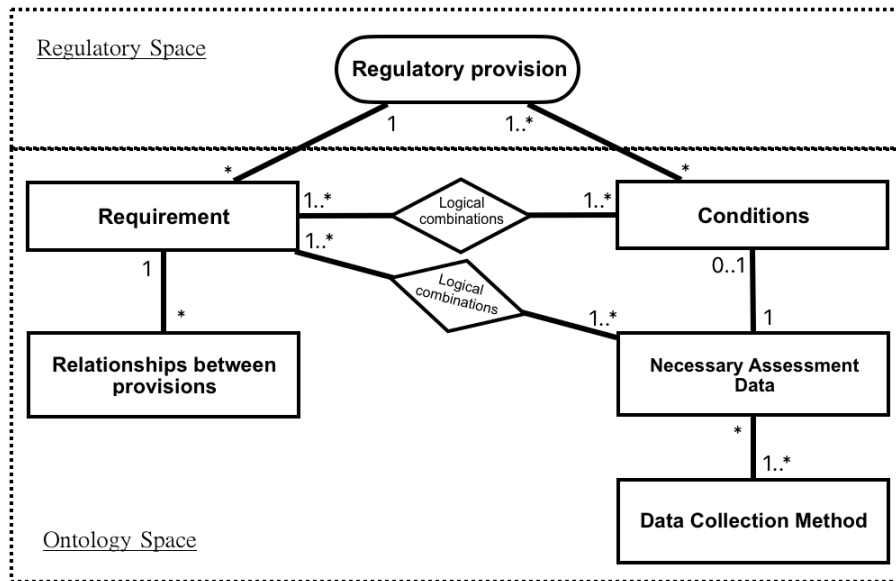 Regulatory Space
Regulatory provision
1
1..*
*
*
Requirement
1..*
Logical
combinations
1..*
Conditions
1..*
1
0..1
Logical
combinations
*
1..*
1
Relationships between
provisions
Necessary Assessment
Data
*
1..*
Data Collection Method
Ontology Space